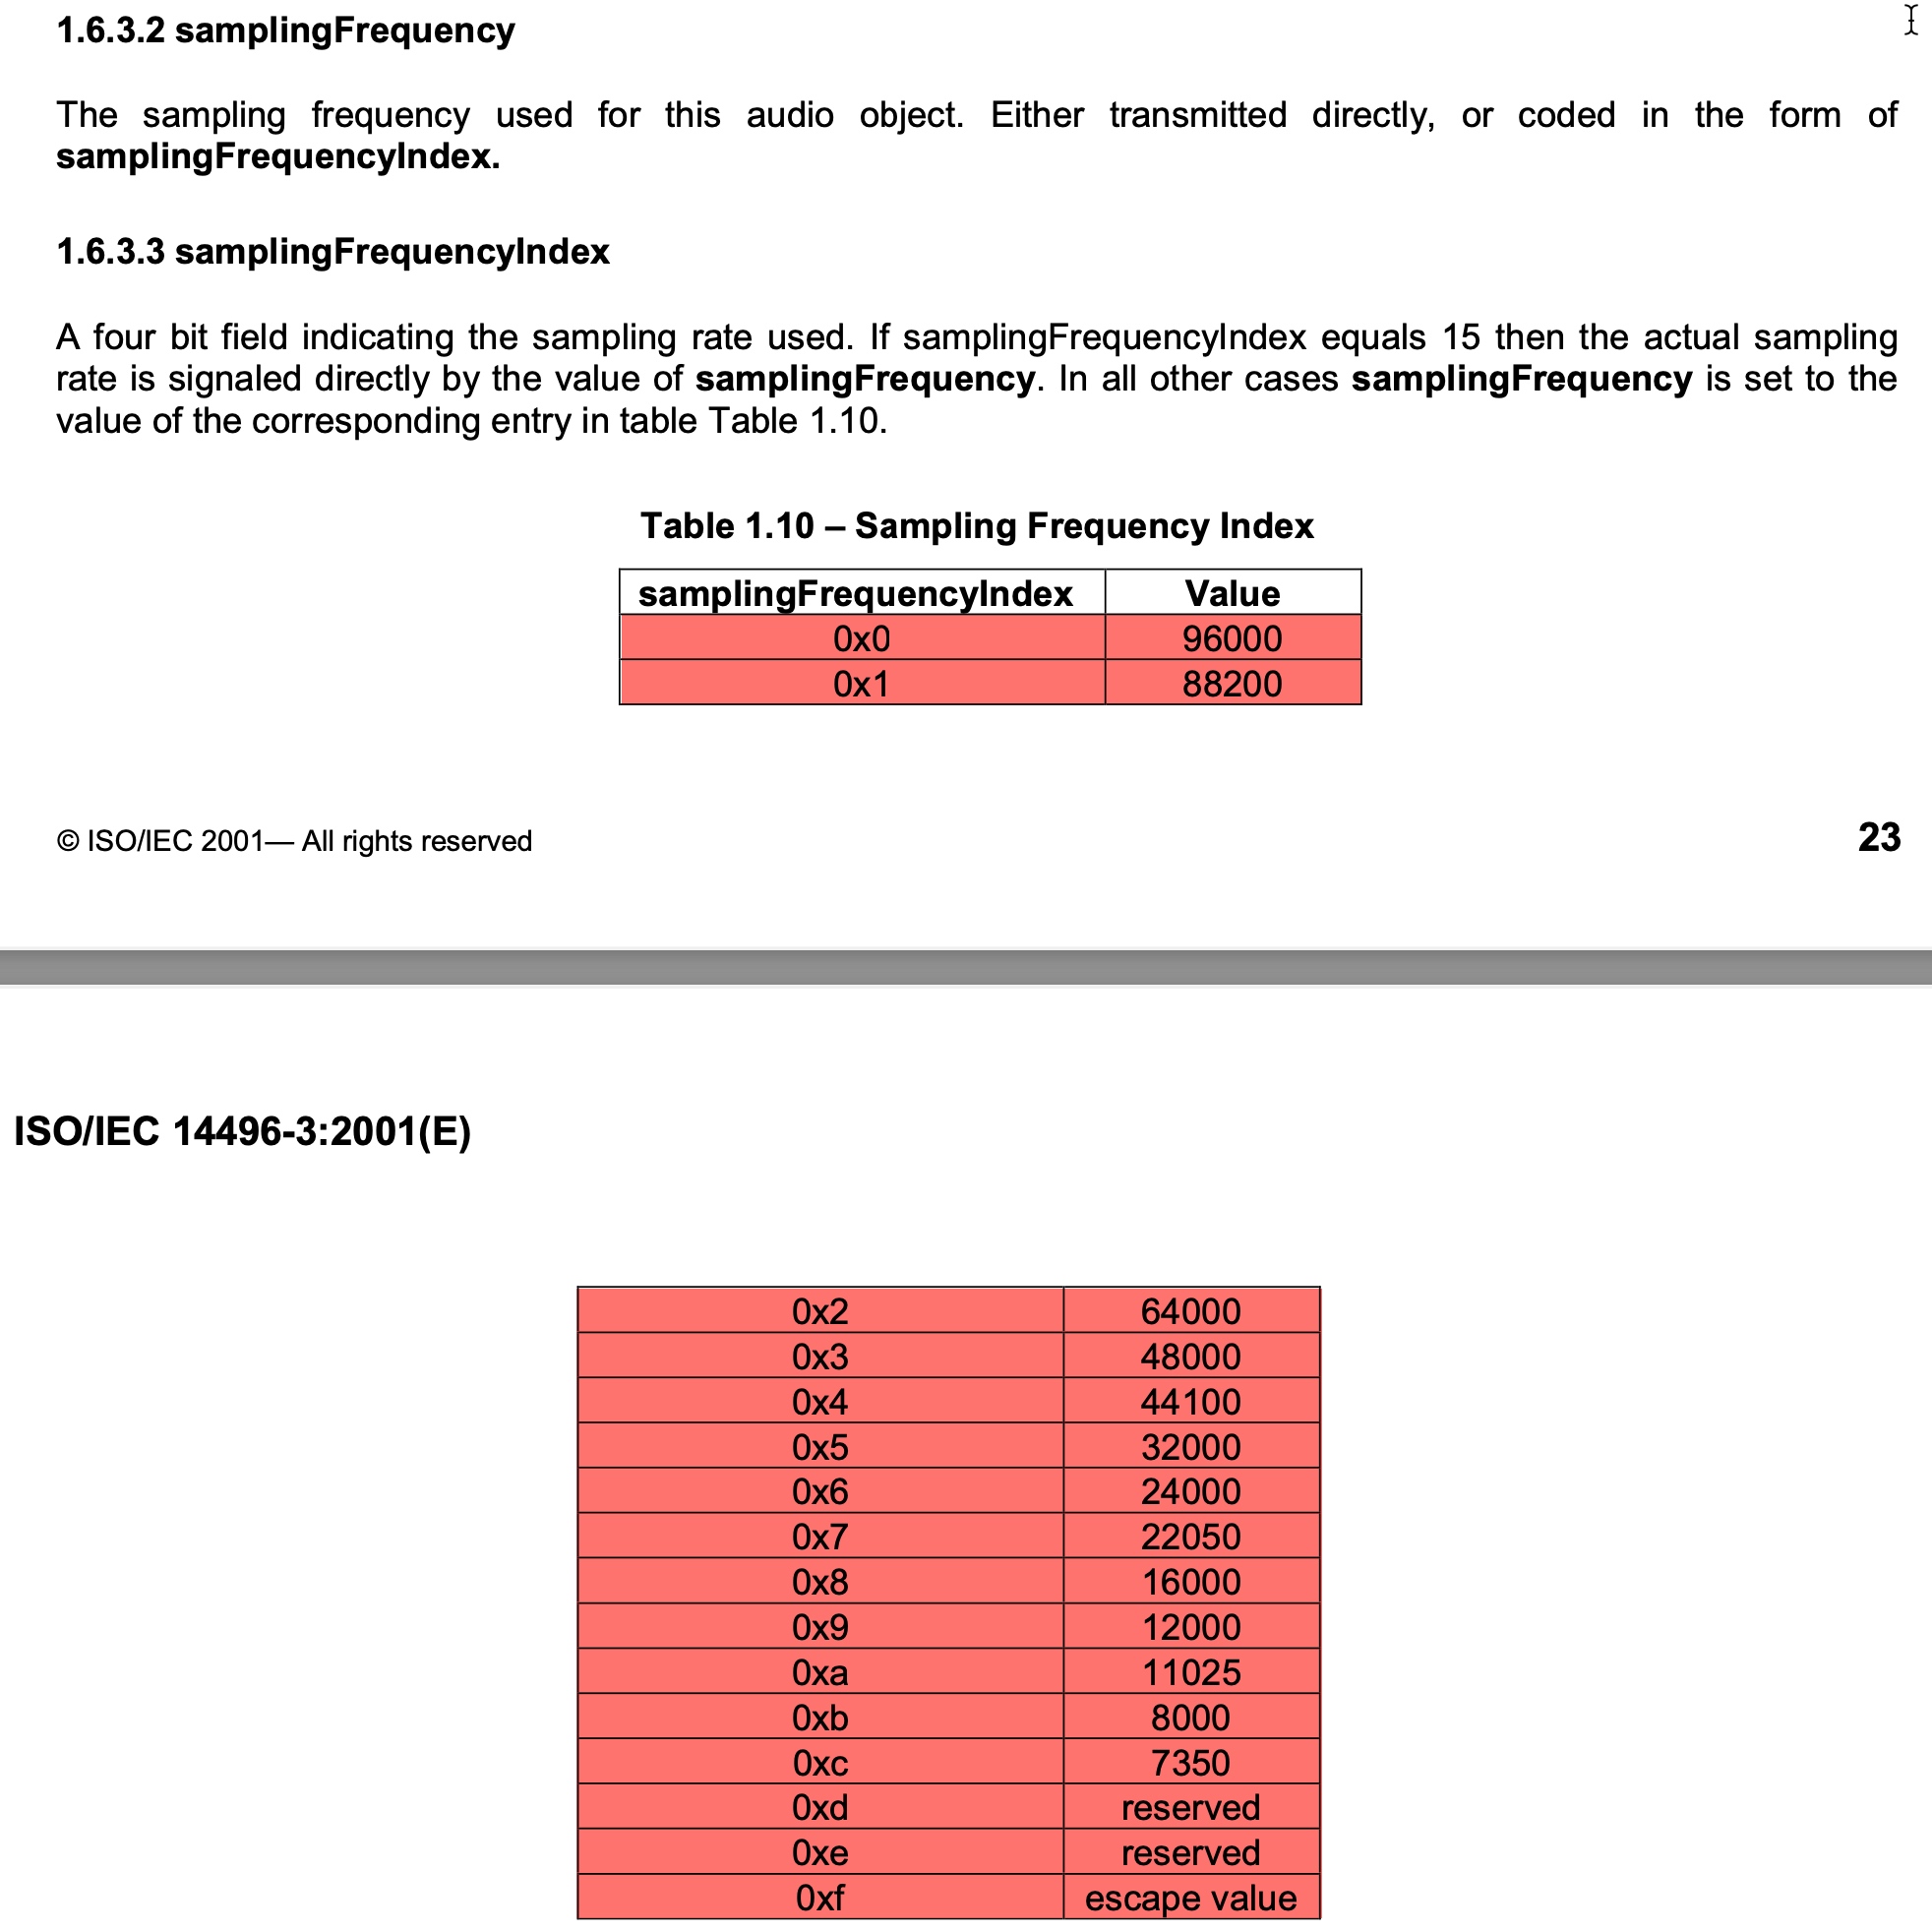 1.6.3.2 samplingFrequency
The sampling frequency used for this audio object. Either transmitted directly, or coded in the form of
samplingFrequencyIndex.
1.6.3.3 samplingFrequencyIndex
A four bit field indicating the sampling rate used. If samplingFrequencyIndex equals 15 then the actual sampling
rate is signaled directly by the value of samplingFrequency. In all other cases samplingFrequency is set to the
value of the corresponding entry in table Table 1.10.
Table 1.10 – Sampling Frequency Index
samplingFrequencyIndex Value
0x0 96000
0x1 88200
© ISO/IEC 2001— All rights reserved 23
ISO/IEC 14496-3:2001(E)
0x2 64000
0x3 48000
0x4 44100
0x5 32000
0x6 24000
0x7 22050
0x8 16000
0x9 12000
0xa 11025
0xb 8000
0xc 7350
0xd reserved
0xe reserved
0xf escape value